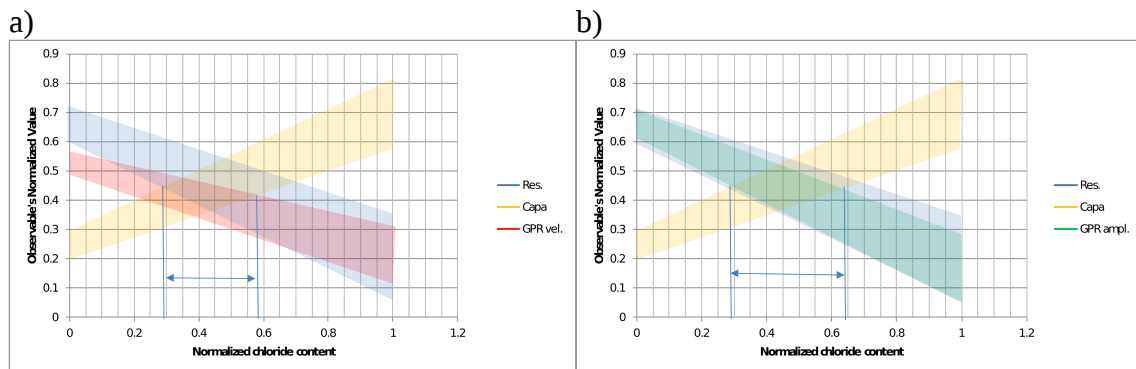 a)
0.9
0.8
0.7
0.6
0.5
0.4
0.3
0.2
0.1
0
Observable's Normalized Value
0 0.2 0.4 0.6 0.8 1 1.2
Normalized chloride content
Res.
Capa
GPR vel.
b)
0.9
0.8
0.7
0.6
0.5
0.4
0.3
0.2
0.1
0
Observable's Normalized Value
0 0.2 0.4 0.6 0.8 1 1.2
Normalized chloride content
Res.
Capa
GPR ampl.